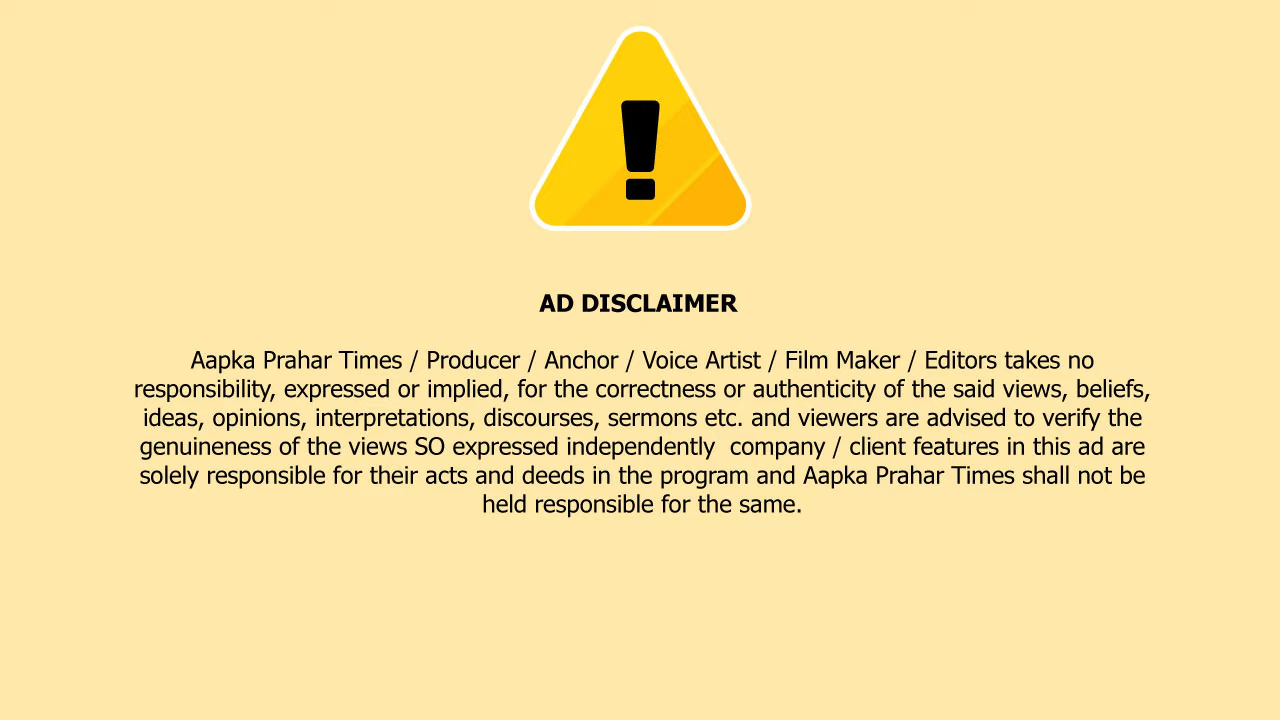 AD DISCLAIMER
Aapka Prahar Times / Producer / Anchor / Voice Artist / Film Maker / Editors takes no
responsibility, expressed or implied, for the correctness or authenticity of the said views, beliefs,
ideas, opinions, interpretations, discourses, sermons etc. and viewers are advised to verify the
genuineness of the views SO expressed independently  company / client features in this ad are
solely responsible for their acts and deeds in the program and Aapka Prahar Times shall not be
held responsible for the same.